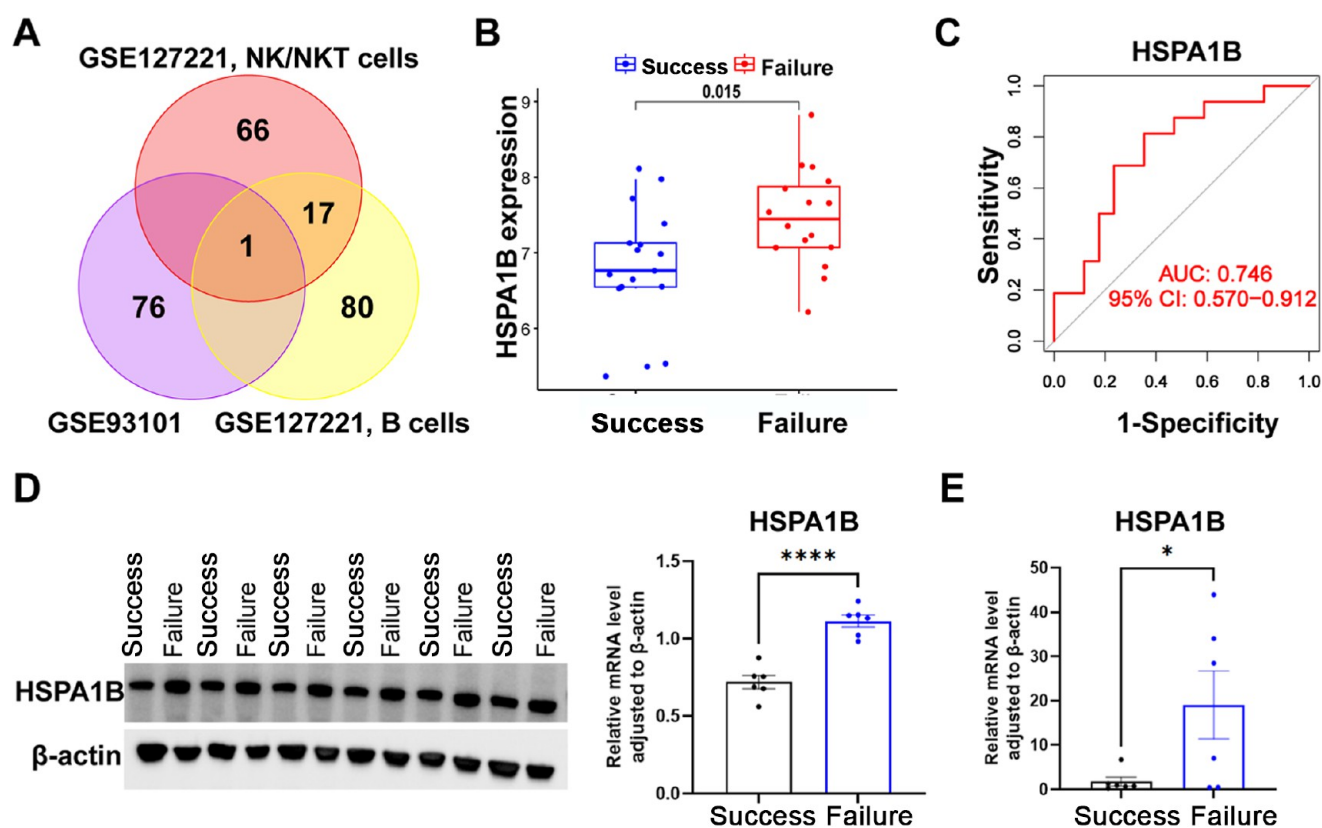 A
GSE127221, NK/NKT cells
66
17
1
76
80
GSE93101
GSE127221, B cells
B
Success Failure
0.015
HSPA1B expression
9
8
7
6
Success Failure
C
HSPA1B
Sensitivity
1.0
0.8
0.6
0.4
0.2
0.0
AUC: 0.746
95% CI: 0.570–0.912
0.0 0.2 0.4 0.6 0.8 1.0
1-Specificity
D
Success Failure Success Failure Success Failure Success Failure Success Failure Success Failure
HSPA1B
β-actin
HSPA1B
****
Relative mRNA level
adjusted to β-actin
1.5
1.0
0.5
0.0
Success Failure
E
HSPA1B
*
Relative mRNA level
adjusted to β-actin
50
40
30
20
10
0
Success Failure